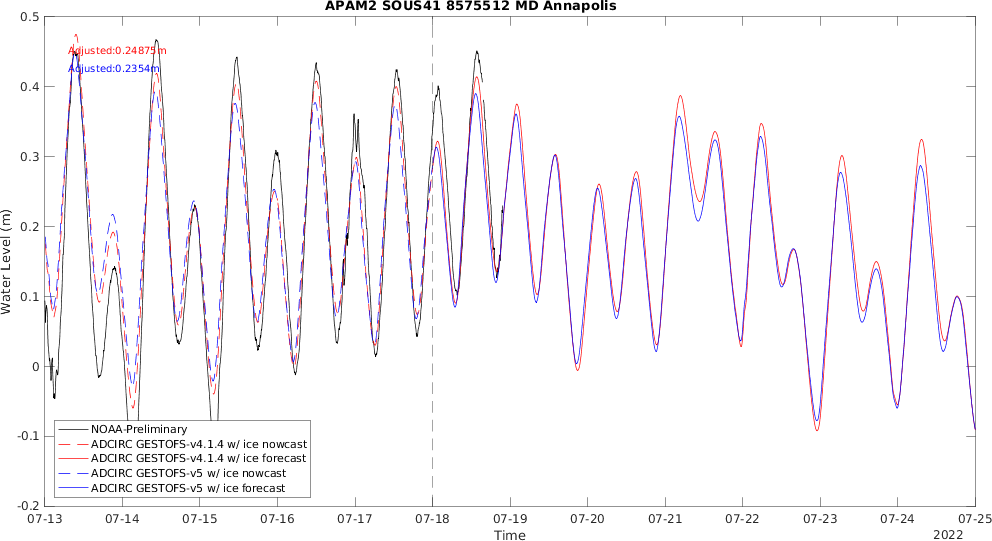 APAM2 SOUS41 8575512 MD Annapolis
0.5
0.4
0.3
0.2
0.1
0
-0.1
-0.2
Water Level (m)
Adjusted:0.24875m
Adjusted:0.2354m
NOAA-Preliminary
ADCIRC GESTOFS-v4.1.4 w/ ice nowcast
ADCIRC GESTOFS-v4.1.4 w/ ice forecast
ADCIRC GESTOFS-v5 w/ ice nowcast
ADCIRC GESTOFS-v5 w/ ice forecast
07-13 07-14 07-15 07-16 07-17 07-18 07-19 07-20 07-21 07-22 07-23 07-24 07-25
Time
2022